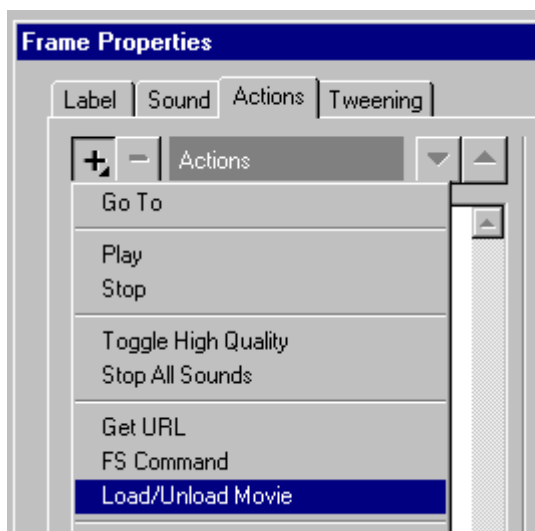 Frame Properties
Label Sound Actions Tweening
+ - Actions
Go To
Play
Stop
Toggle High Quality
Stop All Sounds
Get URL
FS Command
Load/Unload Movie